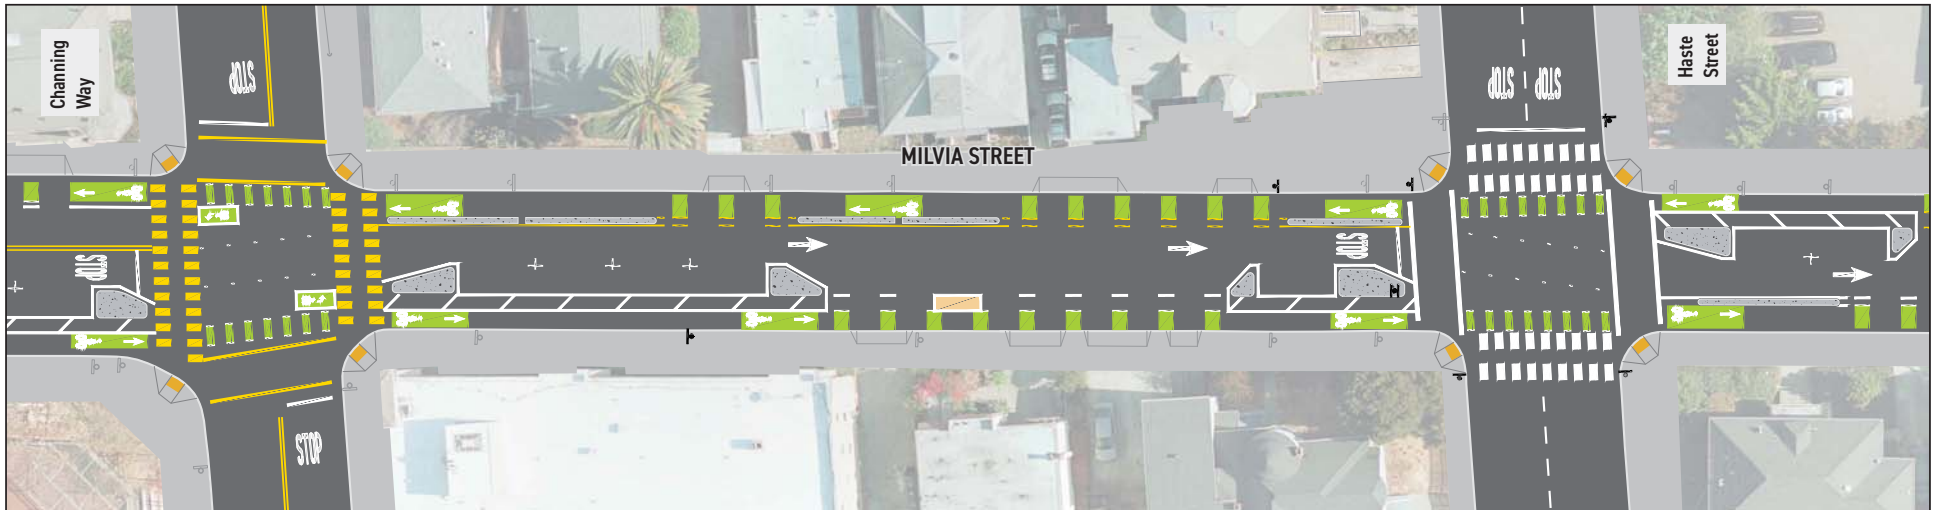 Channing
Way
STOP
STOP
STOP
Haste
Street
MILVIA STREET
STOP
STOP
STOP